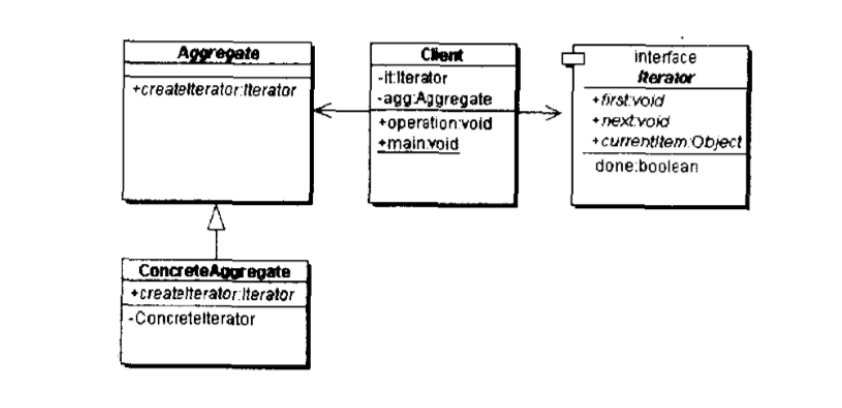 Aggregate
+createIterator:Iterator
Client
-it:Iterator
-agg:Aggregate
+operation:void
+main:void
interface
Iterator
+first:void
+next:void
+currentItem:Object
done:boolean
ConcreteAggregate
+createIterator:Iterator
-ConcreteIterator